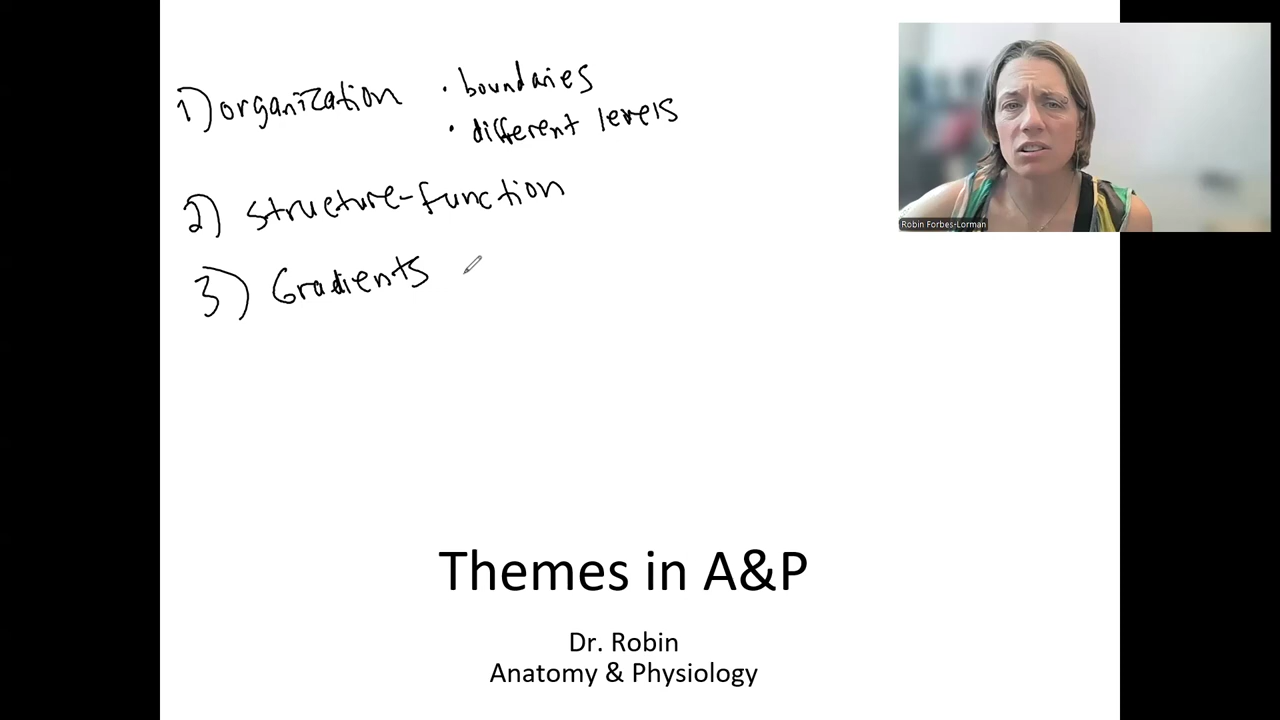 1) organization • boundaries
• different levels
2) structure-function
3) Gradients
Robin Forbes-Lorman
Themes in A&P
Dr. Robin
Anatomy & Physiology